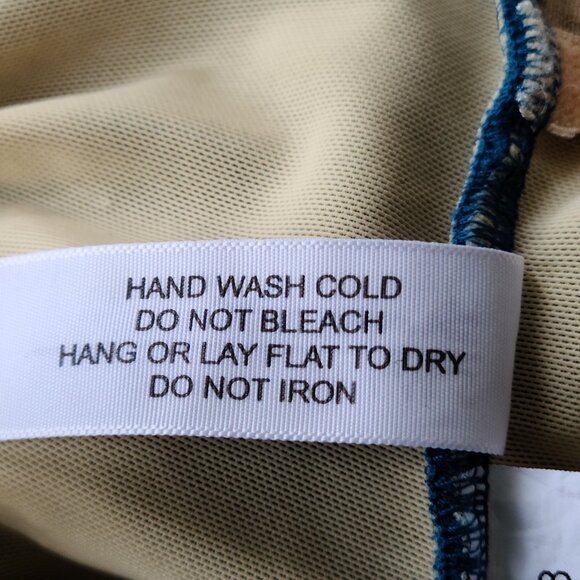 HAND WASH COLD
DO NOT BLEACH
HANG OR LAY FLAT TO DRY
DO NOT IRON